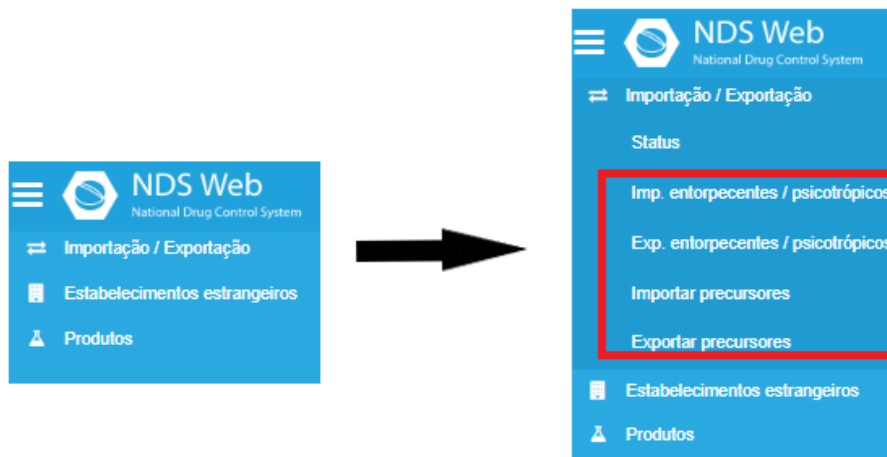 NDS Web
National Drug Control System
Importação / Exportação
Estabelecimentos estrangeiros
Produtos
NDS Web
National Drug Control System
Importação / Exportação
Status
Imp. entorpecentes / psicotrópicos
Exp. entorpecentes / psicotrópicos
Importar precursores
Exportar precursores
Estabelecimentos estrangeiros
Produtos